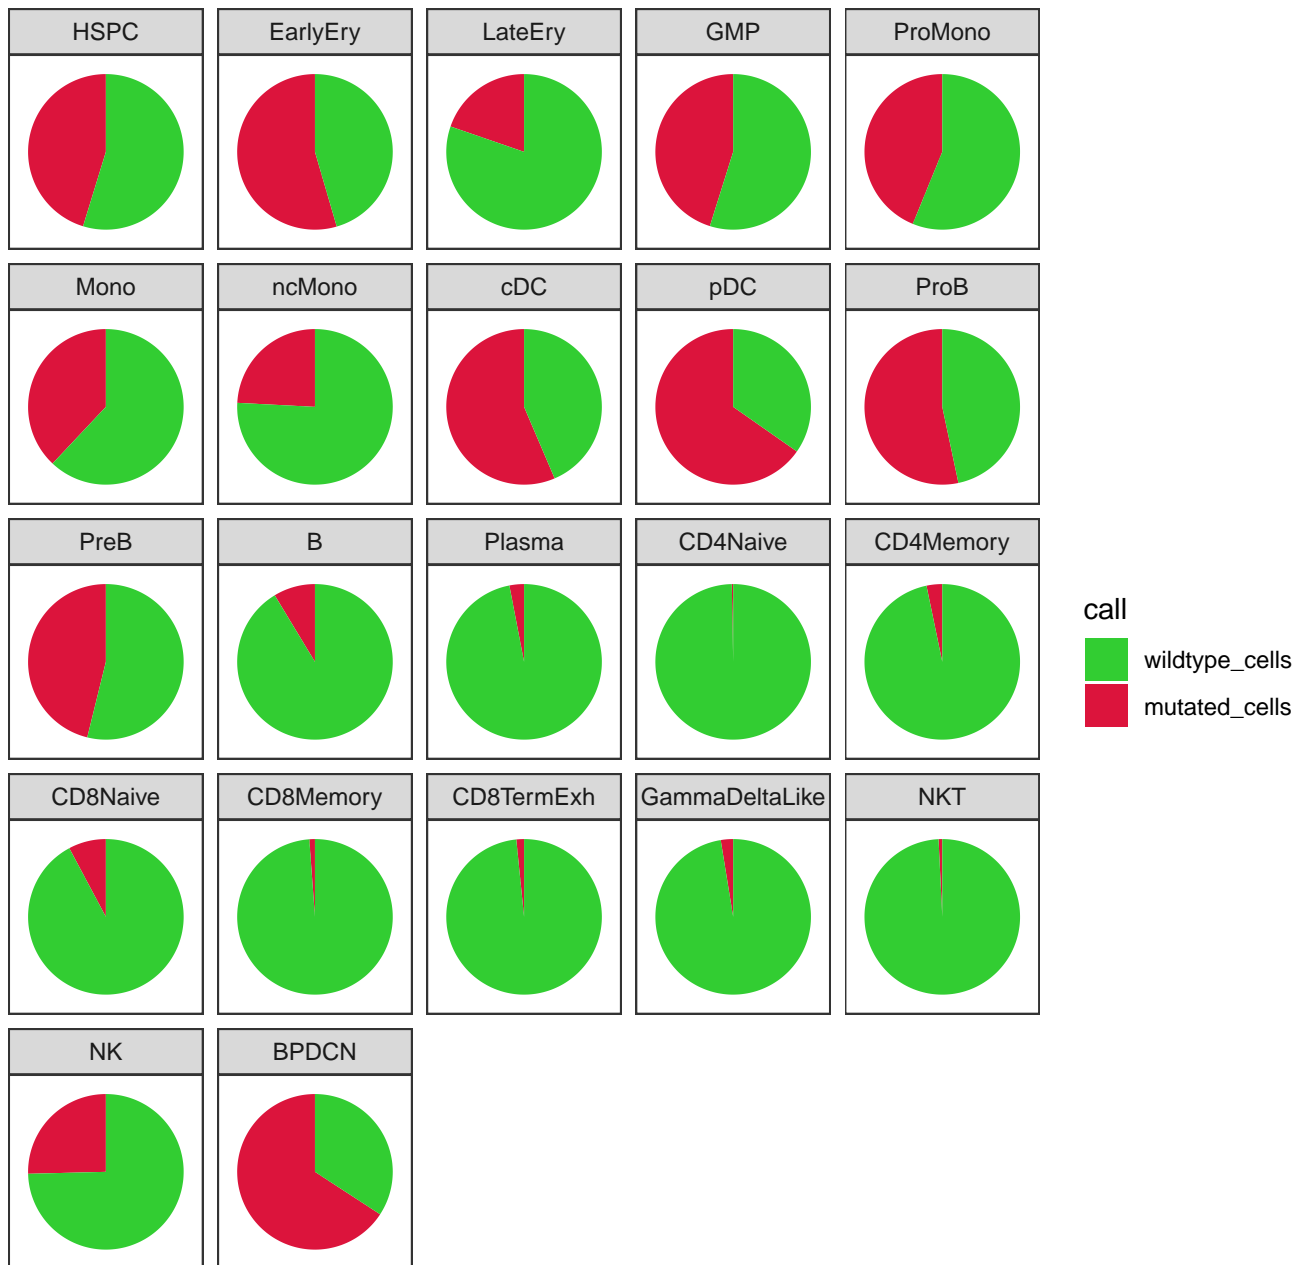 HSPC
EarlyEry
LateEry
GMP
ProMono
Mono
ncMono
cDC
pDC
ProB
PreB
B
Plasma
CD4Naive
CD4Memory
CD8Naive
CD8Memory
CD8TermExh
GammaDeltaLike
NKT
NK
BPDCN
call
wildtype_cells
mutated_cells